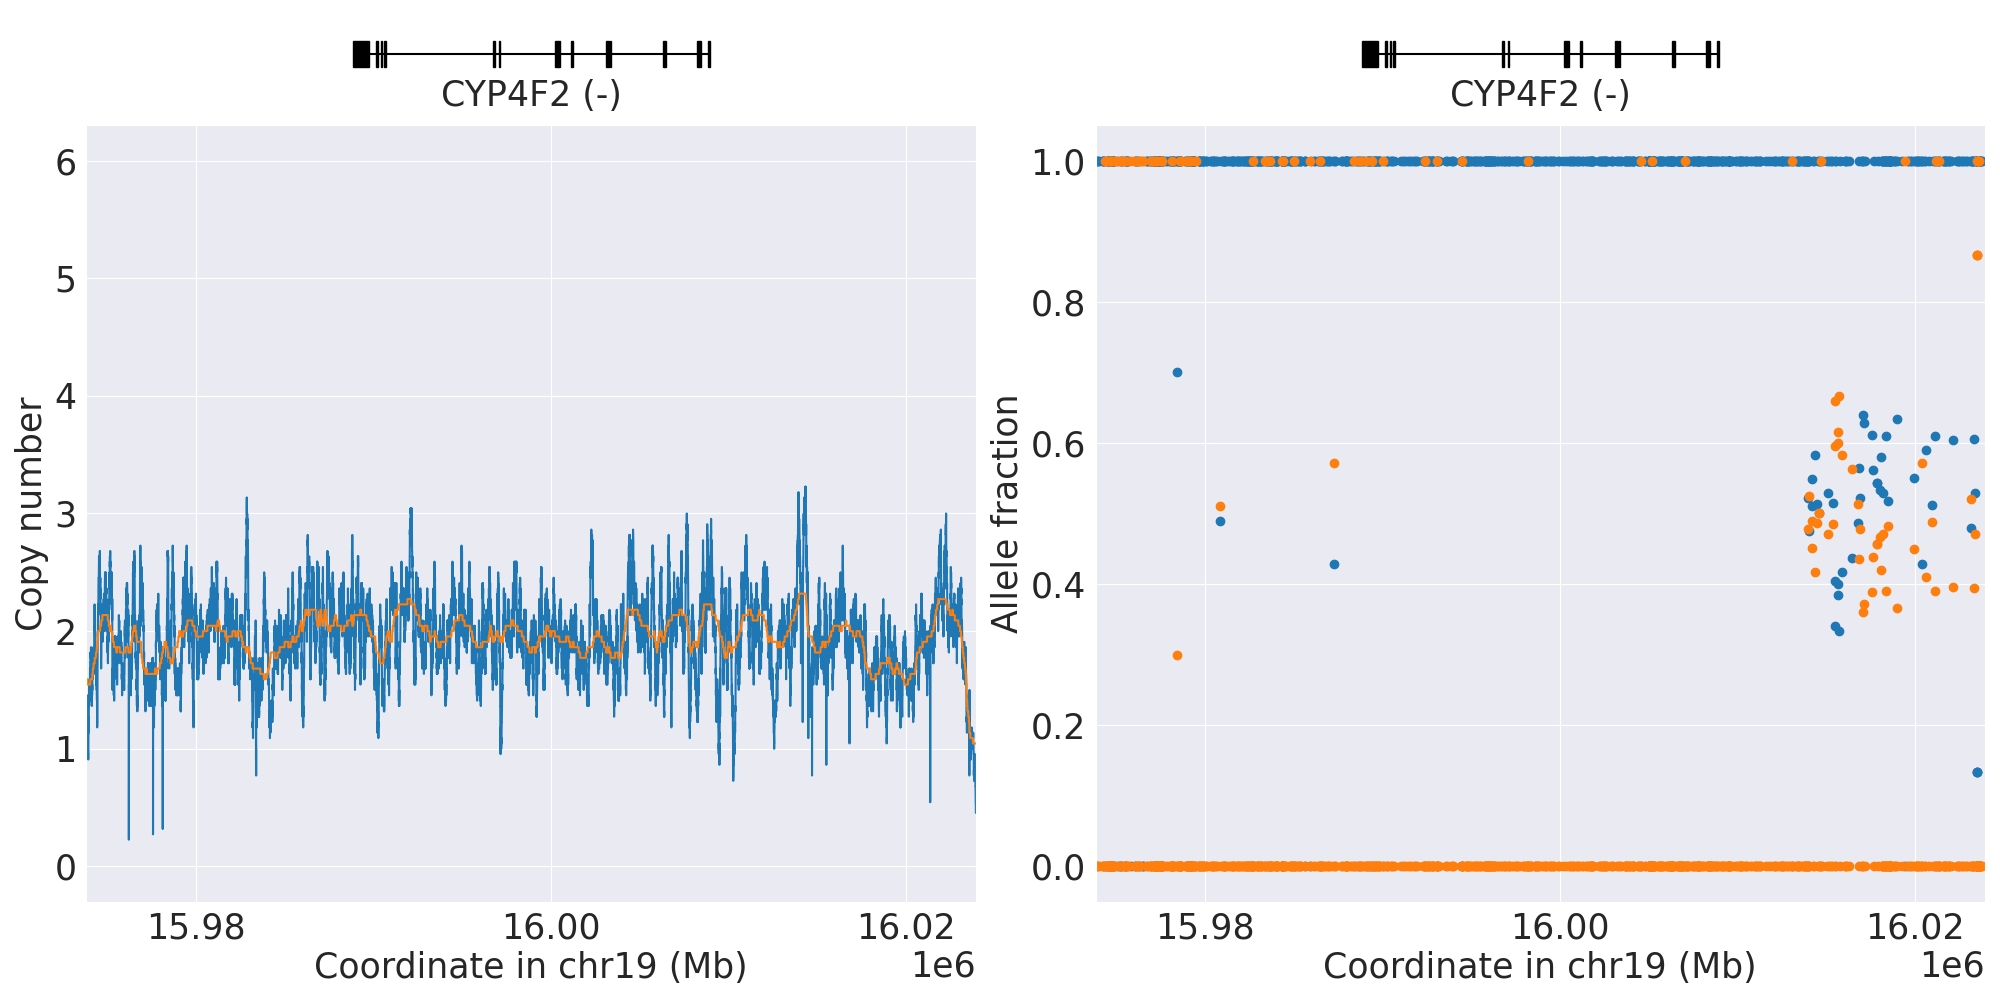 CYP4F2 (-)
6
5
4
3
2
1
0
Copy number
15.98
16.00
16.02
Coordinate in chr19 (Mb)
1e6
CYP4F2 (-)
1.0
0.8
0.6
0.4
0.2
0.0
Allele fraction
15.98
16.00
16.02
Coordinate in chr19 (Mb)
1e6